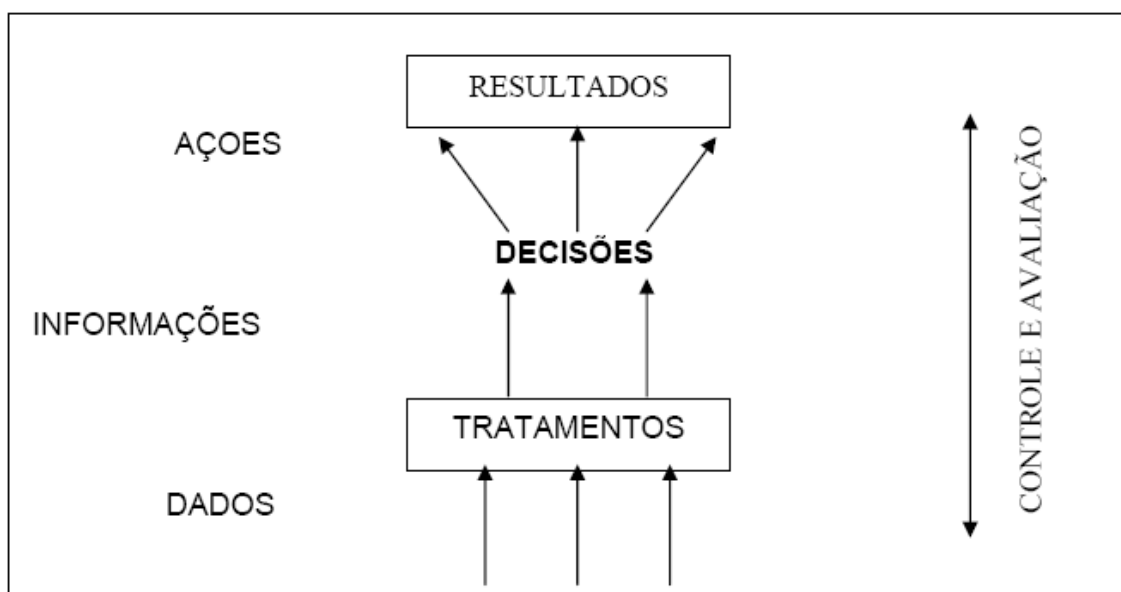 RESULTADOS
AÇOES
DECISÕES
INFORMAÇÕES
TRATAMENTOS
DADOS
CONTROLE E AVALIAÇÃO